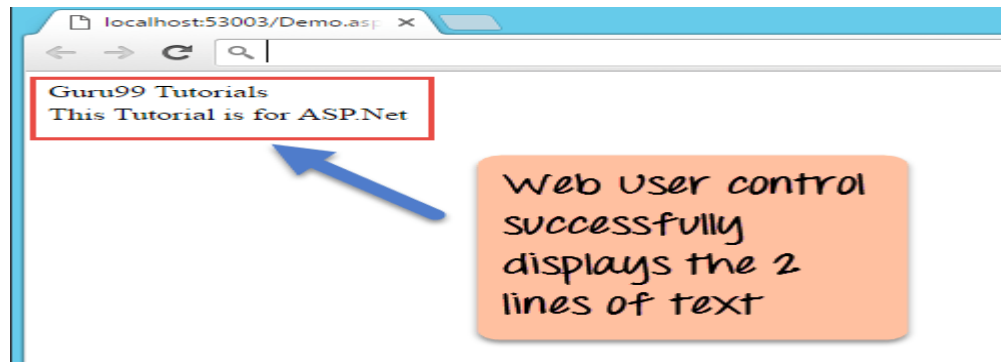 localhost:53003/Demo.asp
Guru99 Tutorials
This Tutorial is for ASP.Net
Web User control
successfully
displays the 2
lines of text